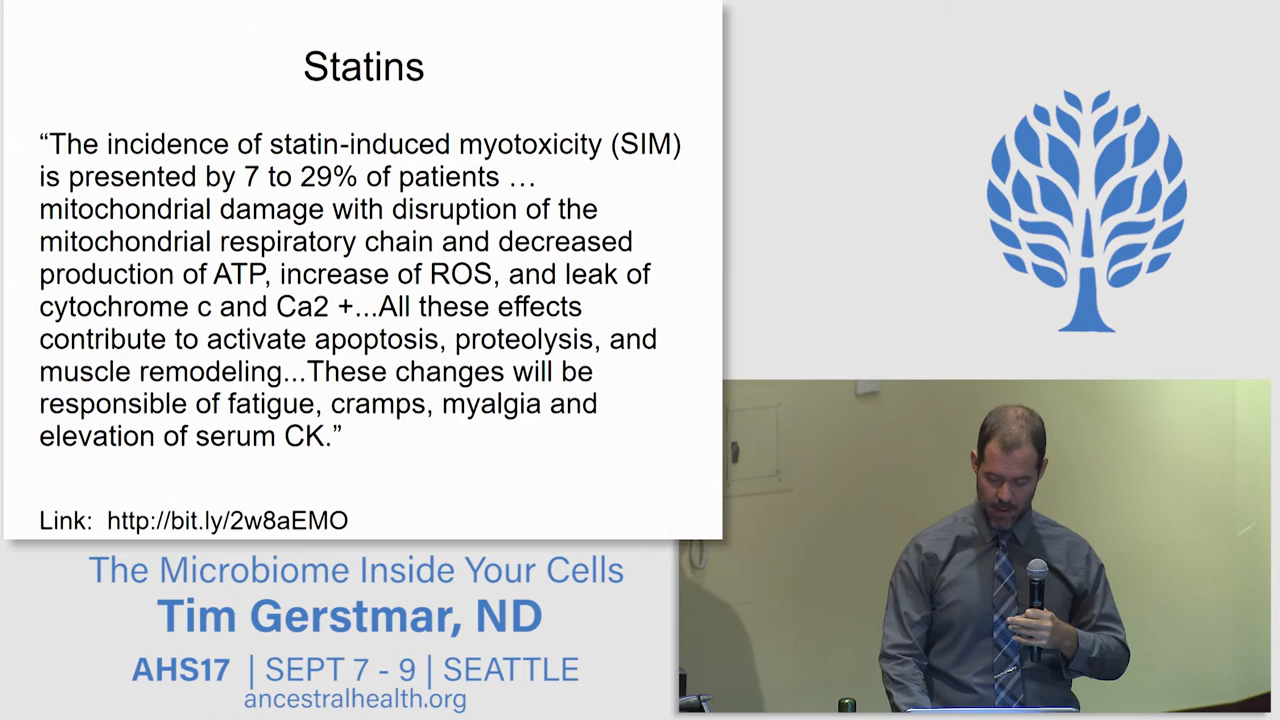 Statins
“The incidence of statin-induced myotoxicity (SIM)
is presented by 7 to 29% of patients …
mitochondrial damage with disruption of the
mitochondrial respiratory chain and decreased
production of ATP, increase of ROS, and leak of
cytochrome c and Ca2 +...All these effects
contribute to activate apoptosis, proteolysis, and
muscle remodeling...These changes will be
responsible of fatigue, cramps, myalgia and
elevation of serum CK.”
Link: http://bit.ly/2w8aEMO
The Microbiome Inside Your Cells
Tim Gerstmar, ND
AHS17 | SEPT 7 - 9 | SEATTLE
ancestralhealth.org